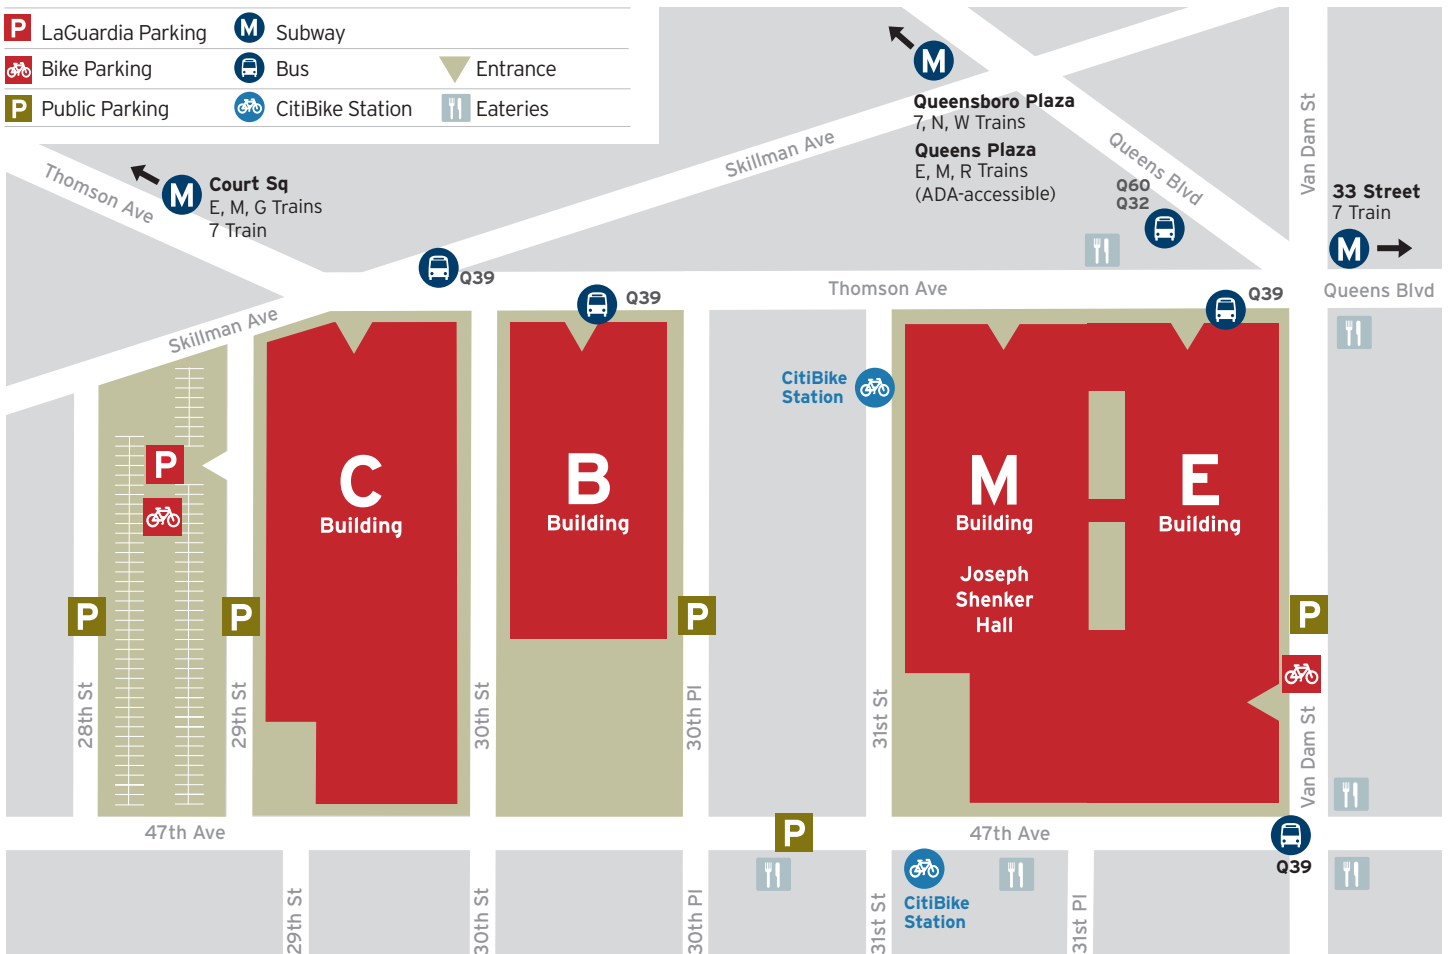 P LaGuardia Parking
M Subway
Bike Parking
Bus
Entrance
P Public Parking
CitiBike Station
Eateries
M
Queensboro Plaza
7, N, W Trains
Queens Plaza
E, M, R Trains
(ADA-accessible)
Skillman Ave
Queens Blvd
Van Dam St
Thomson Ave
M
Court Sq
E, M, G Trains
7 Train
Q60
Q32
33 Street
7 Train
M
Q39
Q39
Thomson Ave
Q39
Queens Blvd
Skillman Ave
CitiBike
Station
P
C
Building
B
Building
M
Building
Joseph
Shenker
Hall
E
Building
P
P
P
P
28th St
29th St
30th St
30th Pl
31st St
Van Dam St
47th Ave
P
47th Ave
Q39
CitiBike
Station
29th St
30th St
30th Pl
31st St
31st Pl